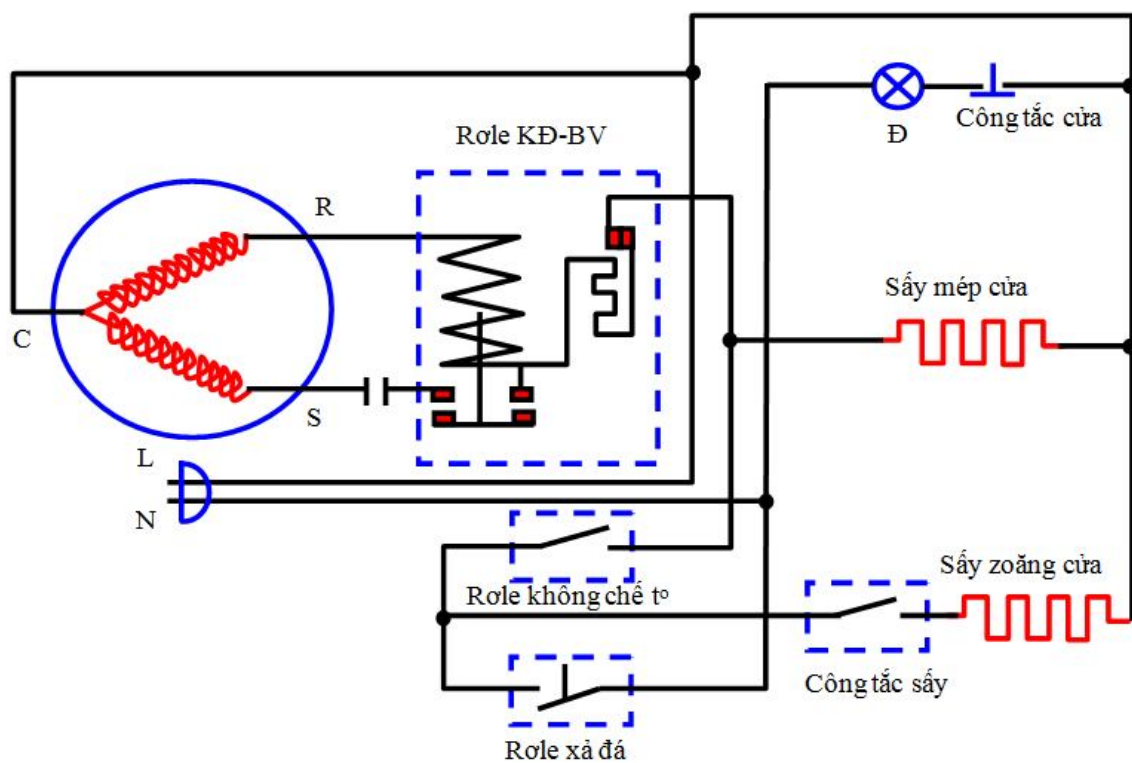 Công tắc cửa
Đ
Rơle KĐ-BV
R
Sấy mép cửa
C
S
L
N
Sấy zoăng cửa
Rơle không chế tº
Công tắc sấy
Rơle xả đá